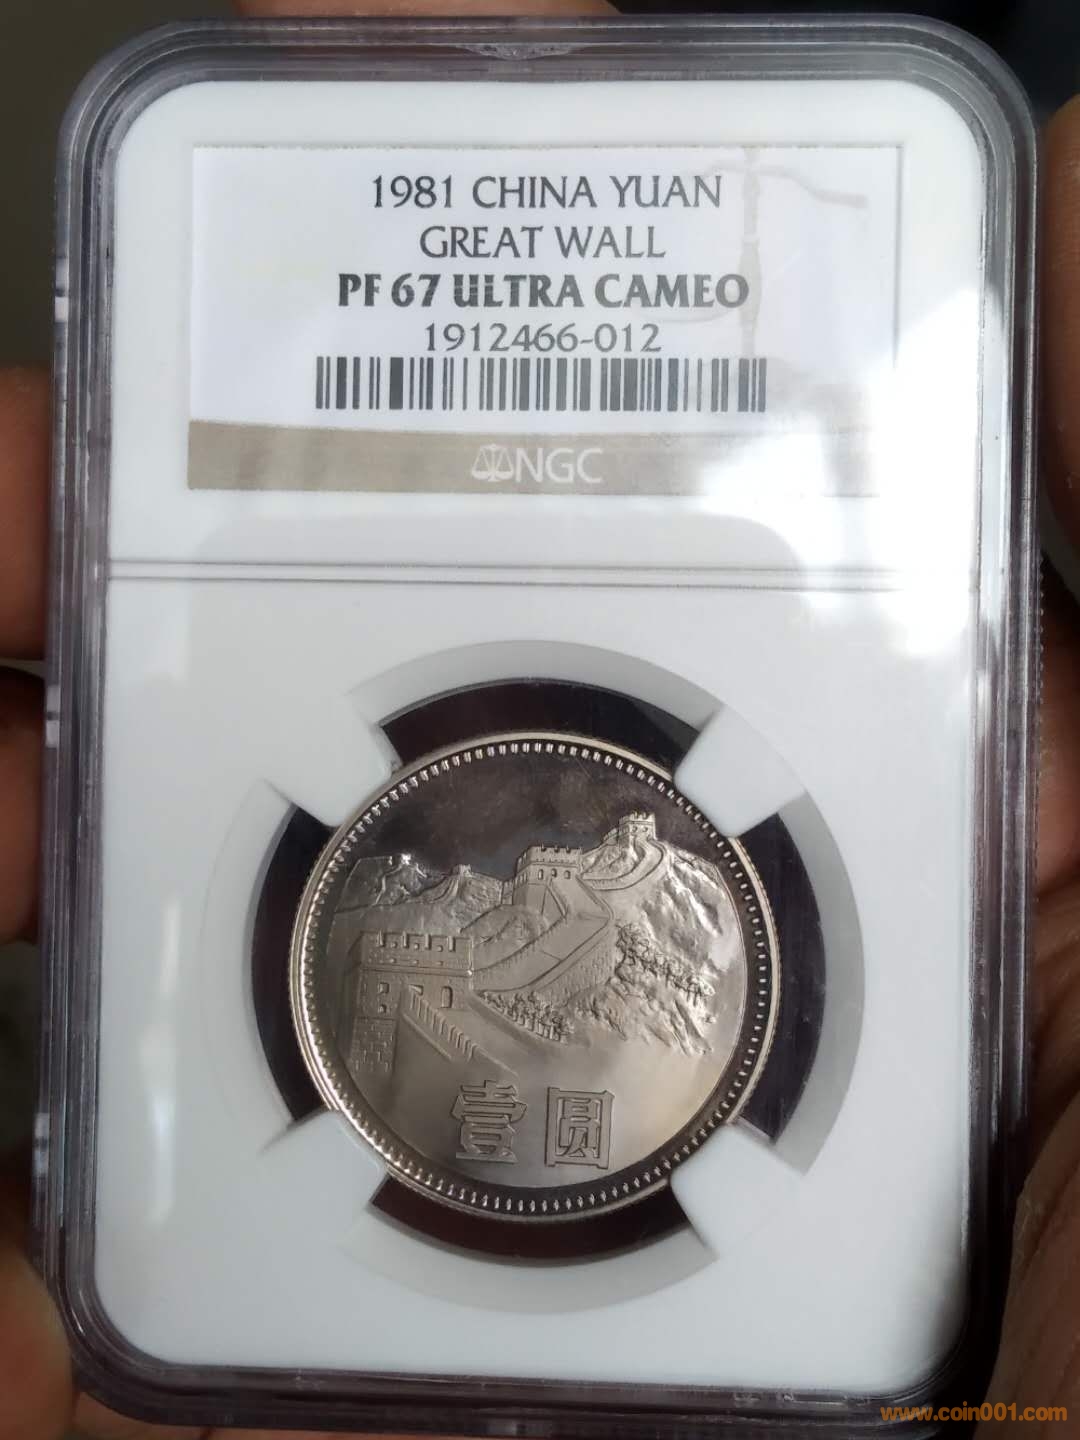 1981 CHINA YUAN
GREAT WALL
PF 67 ULTRA CAMEO
1912466-012
NGC
壹圆
www.coin001.com